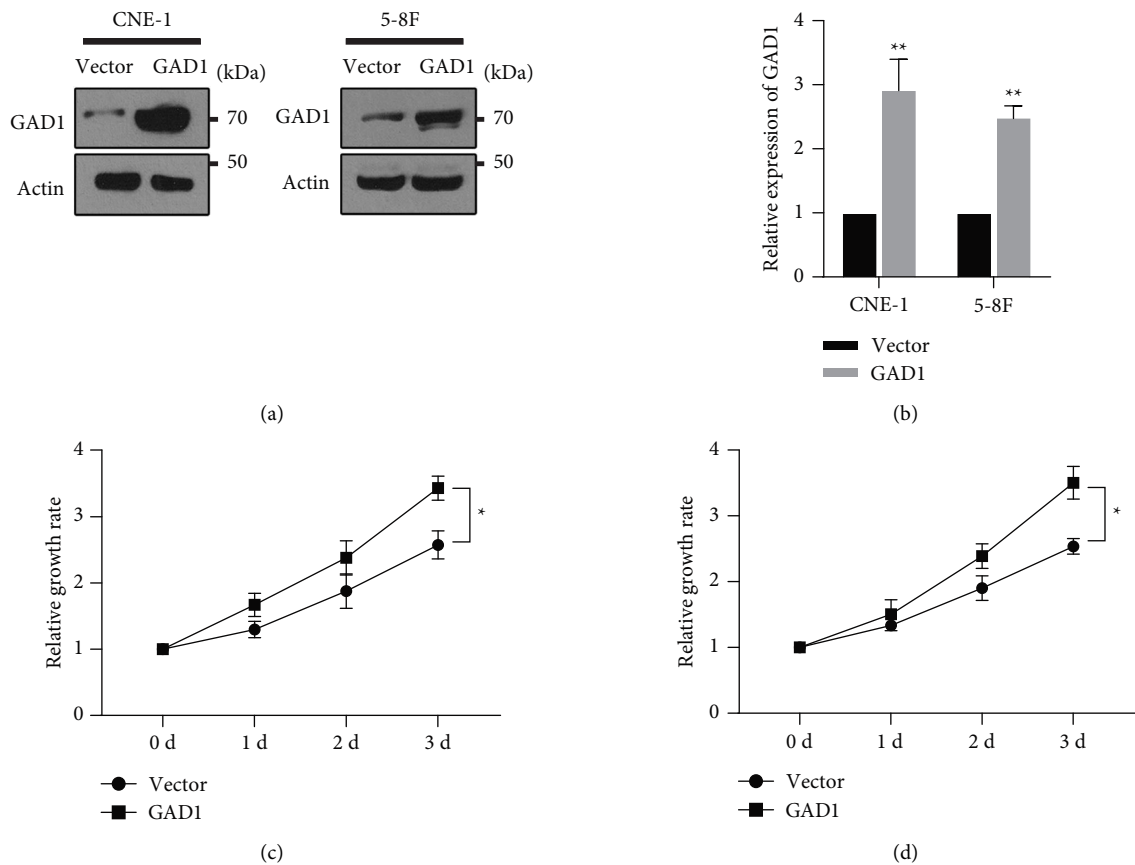 CNE-1
Vector GAD1 (kDa)
GAD1
70
50
Actin
5-8F
Vector GAD1 (kDa)
GAD1
70
50
Actin
(a)
Relative expression of GAD1
4
3
2
1
0
**
**
CNE-1 5-8F
Vector
GAD1
(b)
Relative growth rate
4
3
2
1
0
*
0 d 1 d 2 d 3 d
Vector
GAD1
(c)
Relative growth rate
4
3
2
1
0
*
0 d 1 d 2 d 3 d
Vector
GAD1
(d)